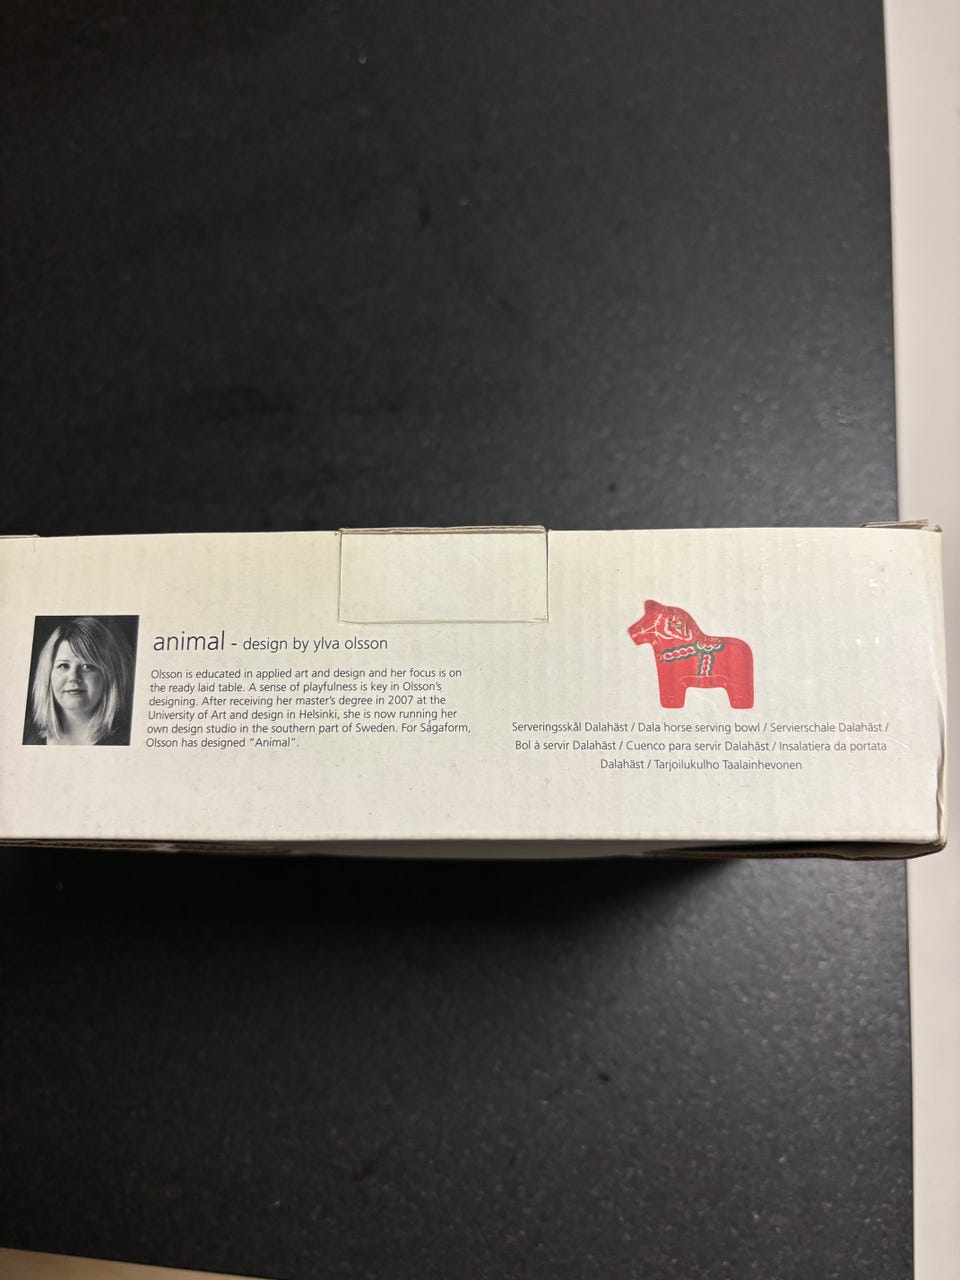 animal - design by ylva olsson
Olsson is educated in applied art and design and her focus is on
the ready laid table. A sense of playfulness is key in Olsson's
designing. After receiving her master's degree in 2007 at the
University of Art and design in Helsinki, she is now running her
own design studio in the southern part of Sweden. For Sagaform,
Olsson has designed "Animal".
Serveringsskål Dalahäst / Dala horse serving bowl / Servierschale Dalahäst /
Bol à servir Dalahäst / Cuenco para servir Dalahäst / Insalatiera da portata
Dalahäst / Tarjoilukulho Taalainhevonen